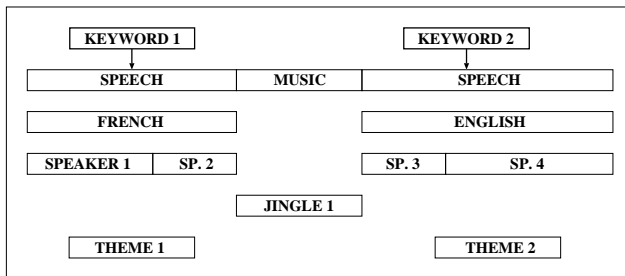 KEYWORD 1 KEYWORD 2
SPEECH MUSIC SPEECH
FRENCH ENGLISH
SPEAKER 1 SP. 2 SP. 3 SP. 4
JINGLE 1
THEME 1 THEME 2